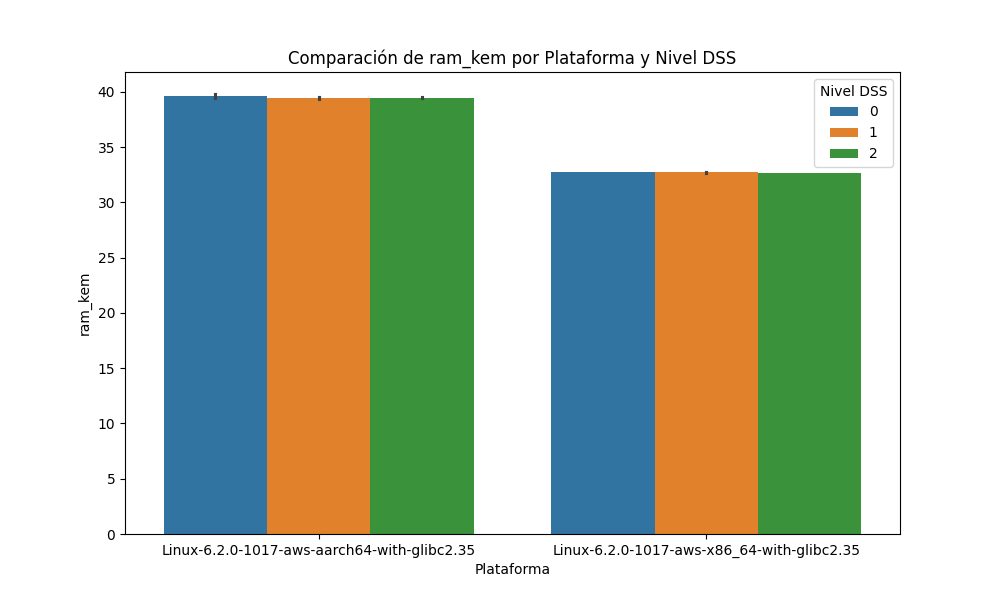 Comparación de ram_kem por Plataforma y Nivel DSS
Nivel DSS
0
1
2
40
35
30
25
20
15
10
5
0
ram_kem
Linux-6.2.0-1017-aws-aarch64-with-glibc2.35
Linux-6.2.0-1017-aws-x86_64-with-glibc2.35
Plataforma